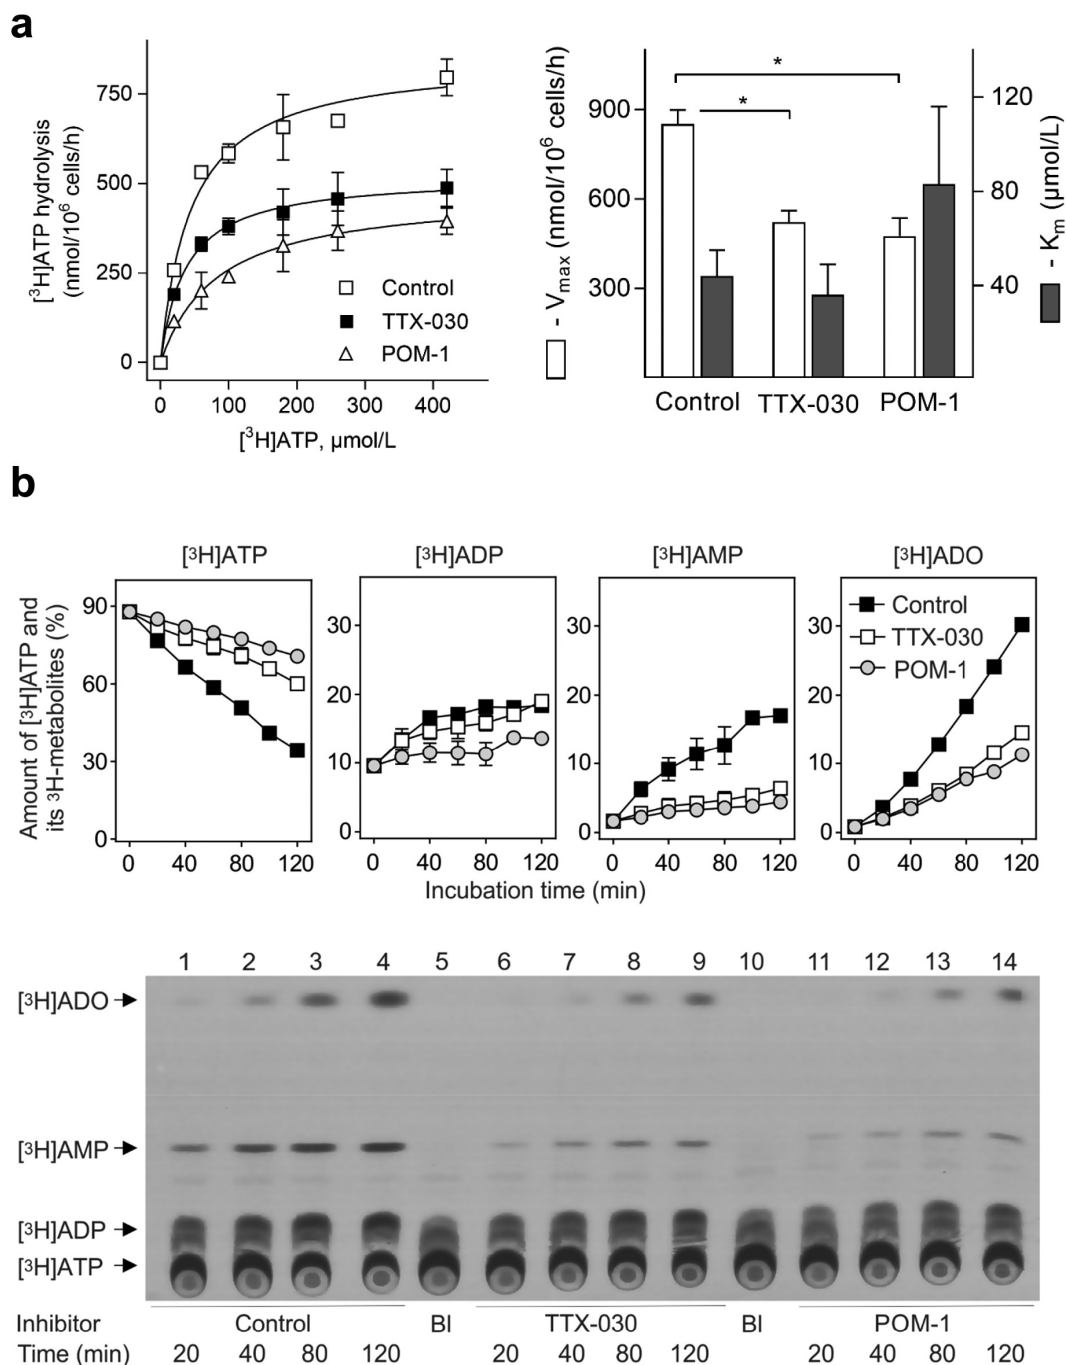 a
[³H]ATP hydrolysis
(nmol/10⁶ cells/h)
750
500
250
0
0 100 200 300 400
[³H]ATP, µmol/L
Control
TTX-030
POM-1
- Vmax (nmol/10⁶ cells/h)
900
600
300
*
*
120
80
40
- Km (µmol/L)
Control TTX-030 POM-1
b
Amount of [³H]ATP and
its ³H-metabolites (%)
[³H]ATP [³H]ADP [³H]AMP [³H]ADO
90
60
30
0
0 40 80 120
30
20
10
0
0 40 80 120
30
20
10
0
0 40 80 120
30
20
10
0
0 40 80 120
Control
TTX-030
POM-1
Incubation time (min)
1 2 3 4 5 6 7 8 9 10 11 12 13 14
[³H]ADO
[³H]AMP
[³H]ADP
[³H]ATP
Inhibitor Control Bl TTX-030 Bl POM-1
Time (min) 20 40 80 120 20 40 80 120 20 40 80 120